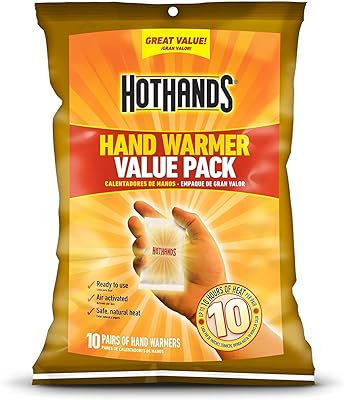 GREAT VALUE!
¡GRAN VALOR!
HOTHANDS®
HAND WARMER
VALUE PACK
CALENTADORES DE MANOS • EMPAQUE DE GRAN VALOR
HOTHANDS
Ready to use
Air activated
Safe, natural heat
UP TO 10 HOURS OF HEAT
10
10 PAIRS OF HAND WARMERS
PARES DE CALENTADORES DE MANOS